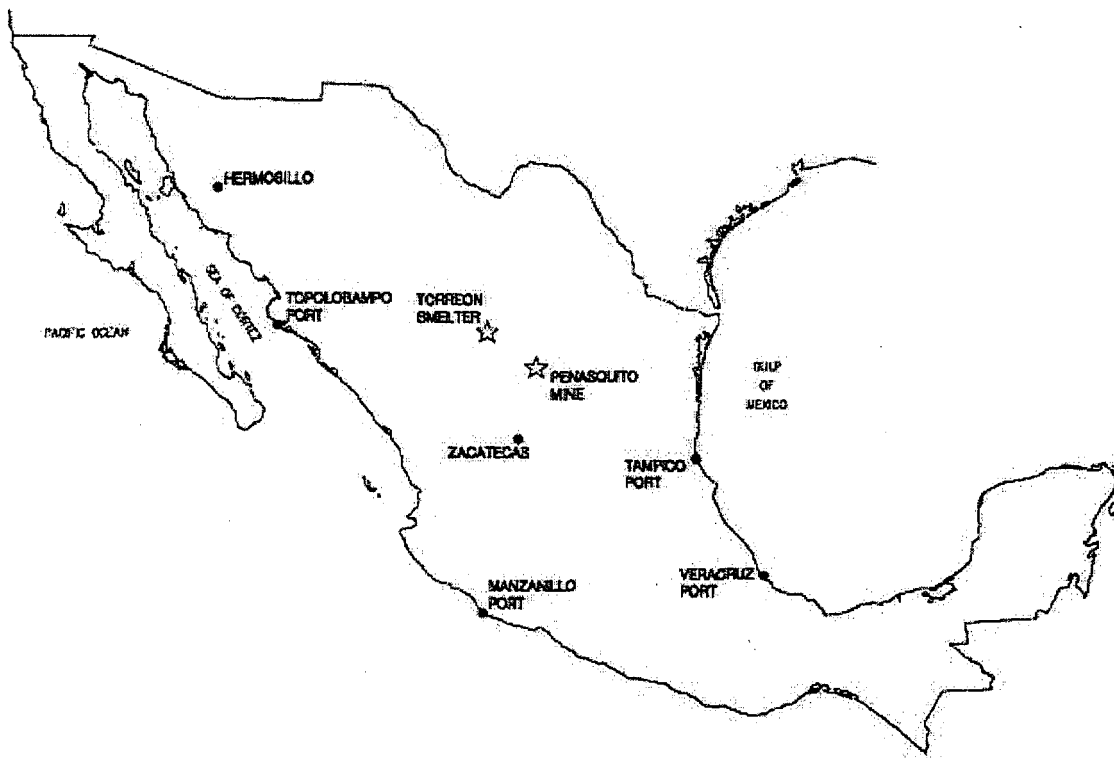 HERMOSILLO
SEA OF CORTEZ
TOPOLOBAMPO
PORT
TORREON
SMELTER
PACIFIC OCEAN
PENASQUITO
MINE
GULF
OF
MEXICO
ZACATECAS
TAMPICO
PORT
MANZANILLO
PORT
VERACRUZ
PORT